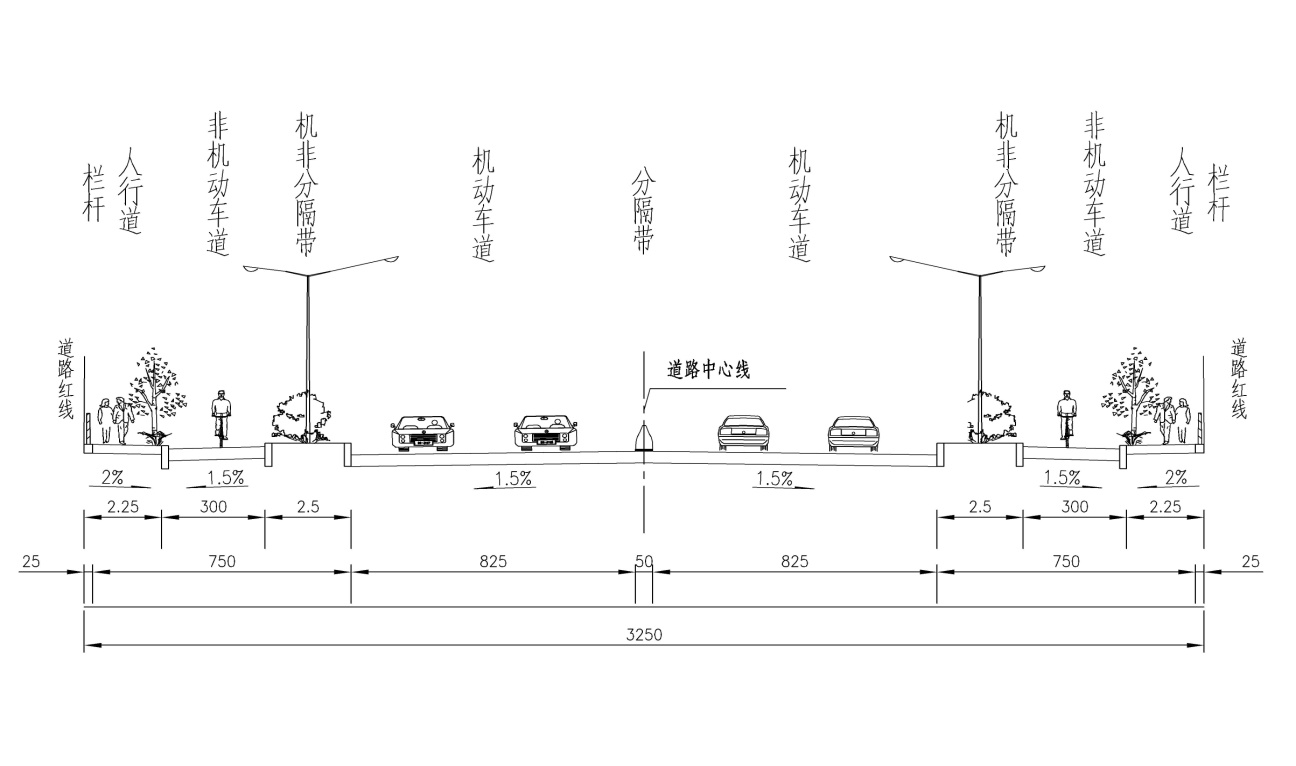 栏杆
人行道
非机动车道
机非分隔带
机动车道
分隔带
机动车道
机非分隔带
非机动车道
人行道
栏杆
道路红线
道路中心线
道路红线
2%
1.5%
1.5%
1.5%
1.5%
2%
2.25
300
2.5
2.5
300
2.25
25
750
825
50
825
750
25
3250